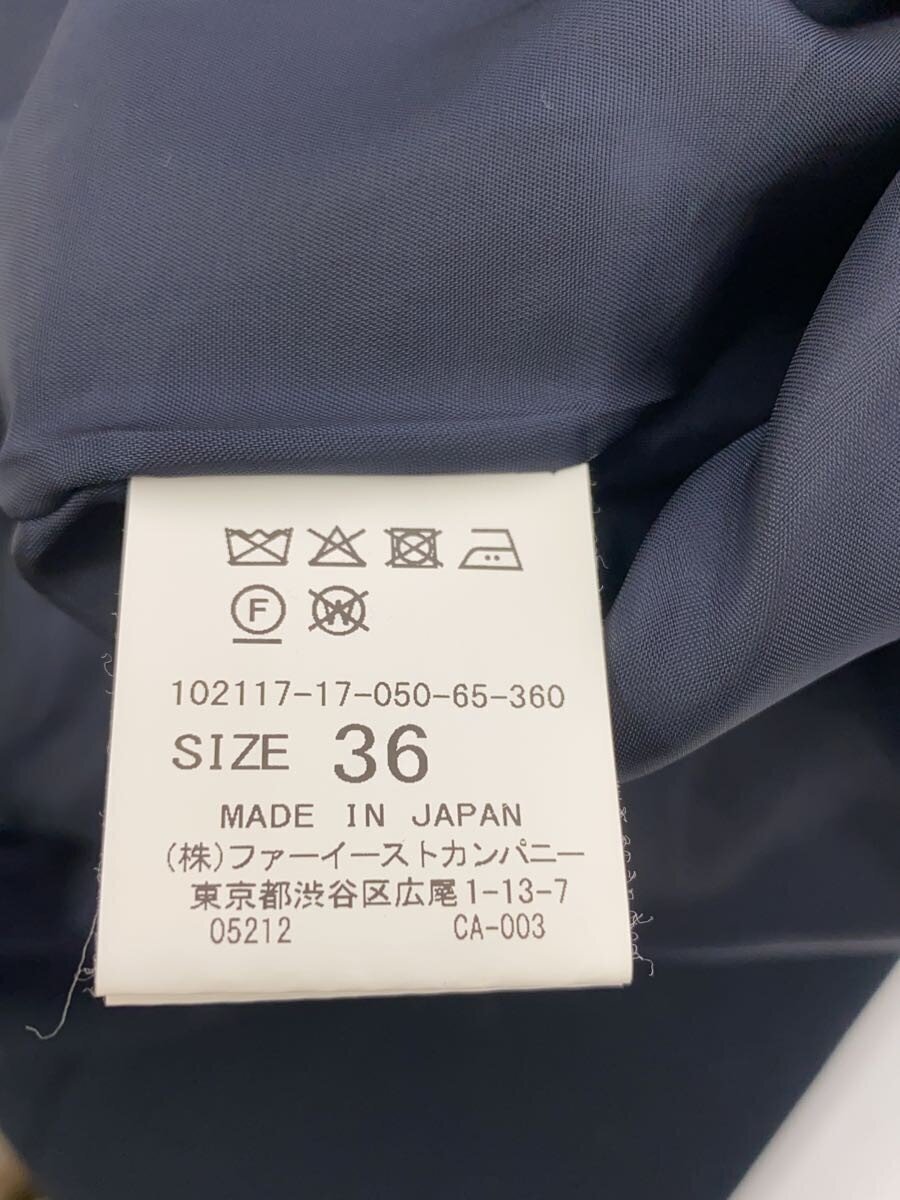 F W
102117-17-050-65-360
SIZE 36
MADE IN JAPAN
(株)ファーイーストカンパニー
東京都渋谷区広尾1-13-7
05212 CA-003